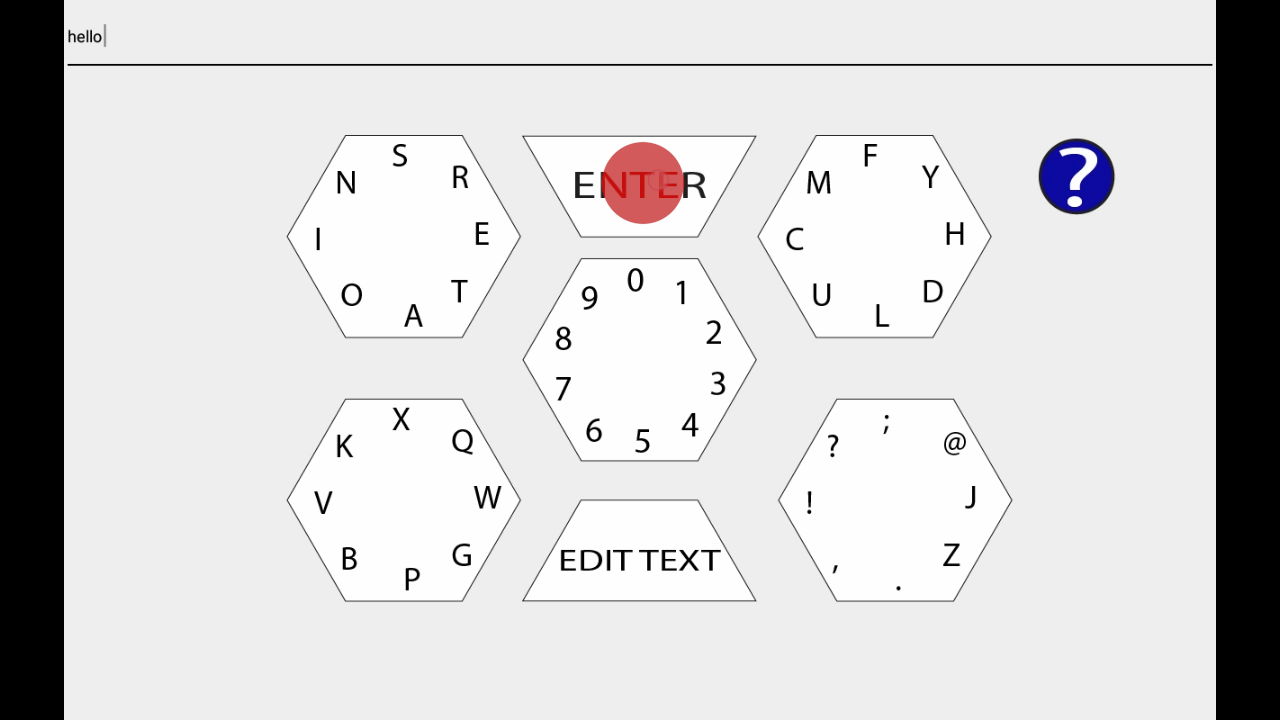 hello
S
N R
I E
O T
A
ENTER
F
M Y
C H
U D
L
?
0
9 1
8 2
7 3
6 4
5
X
K Q
V W
B G
P
EDIT TEXT
;
? @
! J
, Z
.